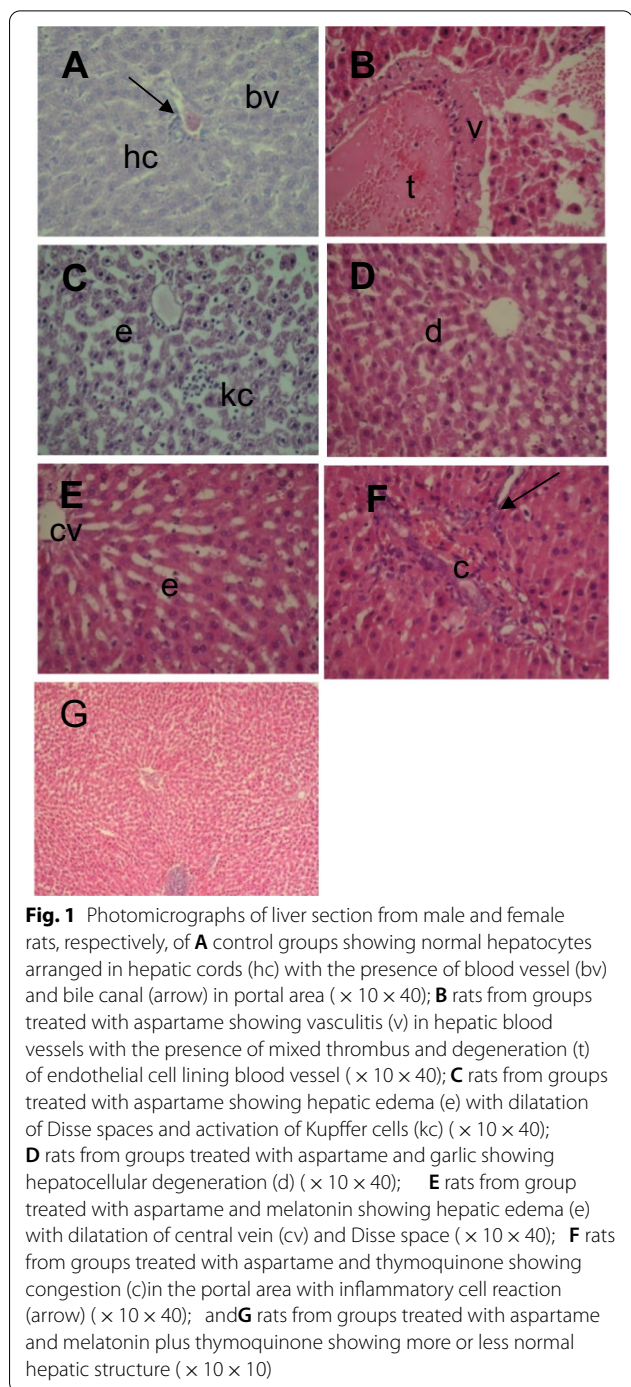 A
bv
hc
B
v
t
C
e
kc
D
d
E
cv
e
F
c
G
Fig. 1 Photomicrographs of liver section from male and female
rats, respectively, of A control groups showing normal hepatocytes
arranged in hepatic cords (hc) with the presence of blood vessel (bv)
and bile canal (arrow) in portal area ( × 10 × 40); B rats from groups
treated with aspartame showing vasculitis (v) in hepatic blood
vessels with the presence of mixed thrombus and degeneration (t)
of endothelial cell lining blood vessel ( × 10 × 40); C rats from groups
treated with aspartame showing hepatic edema (e) with dilatation
of Disse spaces and activation of Kupffer cells (kc) ( × 10 × 40);
D rats from groups treated with aspartame and garlic showing
hepatocellular degeneration (d) ( × 10 × 40); E rats from group
treated with aspartame and melatonin showing hepatic edema (e)
with dilatation of central vein (cv) and Disse space ( × 10 × 40); F rats
from groups treated with aspartame and thymoquinone showing
congestion (c)in the portal area with inflammatory cell reaction
(arrow) ( × 10 × 40); andG rats from groups treated with aspartame
and melatonin plus thymoquinone showing more or less normal
hepatic structure ( × 10 × 10)